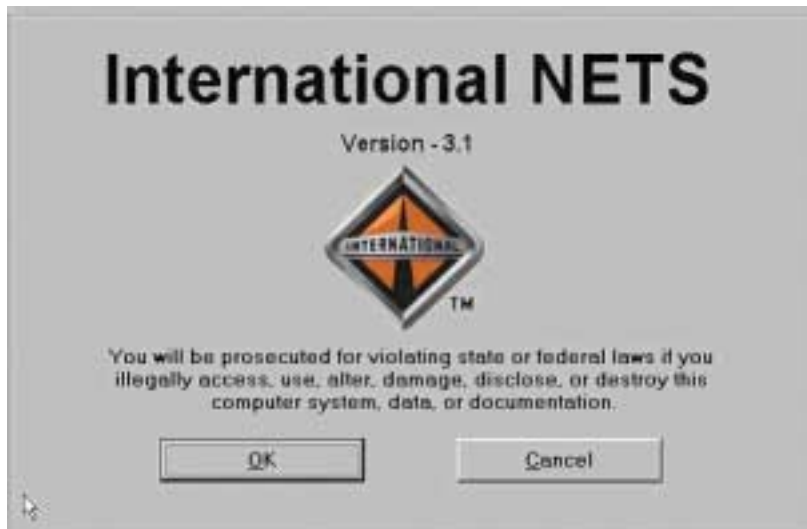 International NETS
Version - 3.1
INTERNATIONAL
TM
You will be prosecuted for violating state or federal laws if you
illegally access, use, alter, damage, disclose, or destroy this
computer system, data, or documentation.
OK
Cancel